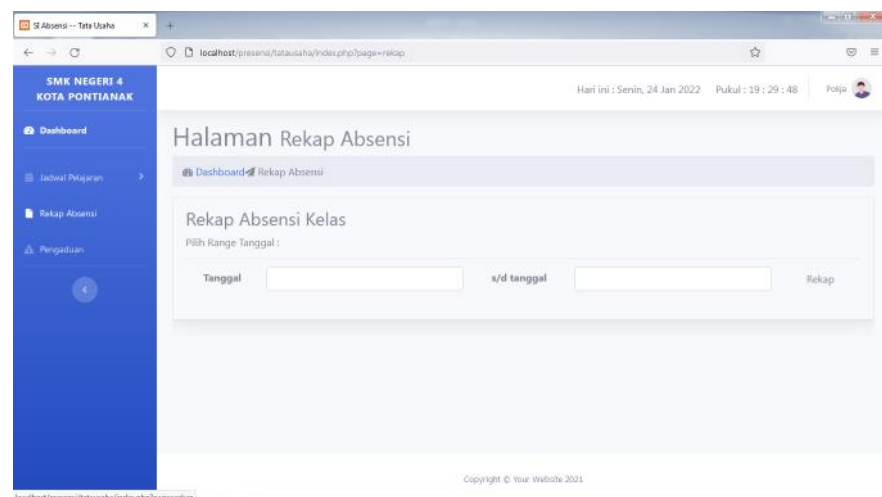 SI Absensi -- Tata Usaha
localhost/presensi/tatausaha/index.php?page=rekap
SMK NEGERI 4
KOTA PONTIANAK
Hari ini : Senin, 24 Jan 2022 Pukul : 19 : 29 : 48 Pokja
Dashboard
Jadwal Pelajaran
Rekap Absensi
Pengaduan
Halaman Rekap Absensi
Dashboard Rekap Absensi
Rekap Absensi Kelas
Pilih Range Tanggal :
Tanggal s/d tanggal Rekap
Copyright © Your Website 2021